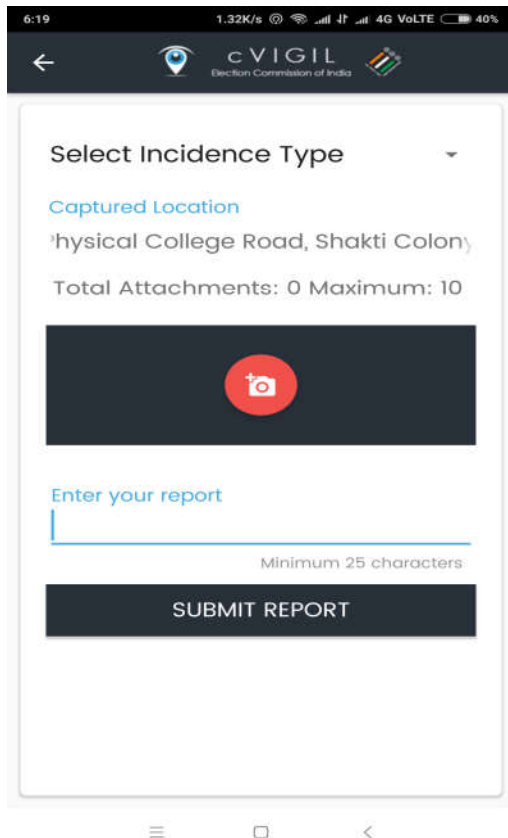 6:19 1.32K/s 4G VoLTE 40%
cVIGIL
Election Commission of India
Select Incidence Type
Captured Location
Physical College Road, Shakti Colony
Total Attachments: 0 Maximum: 10
Enter your report
Minimum 25 characters
SUBMIT REPORT